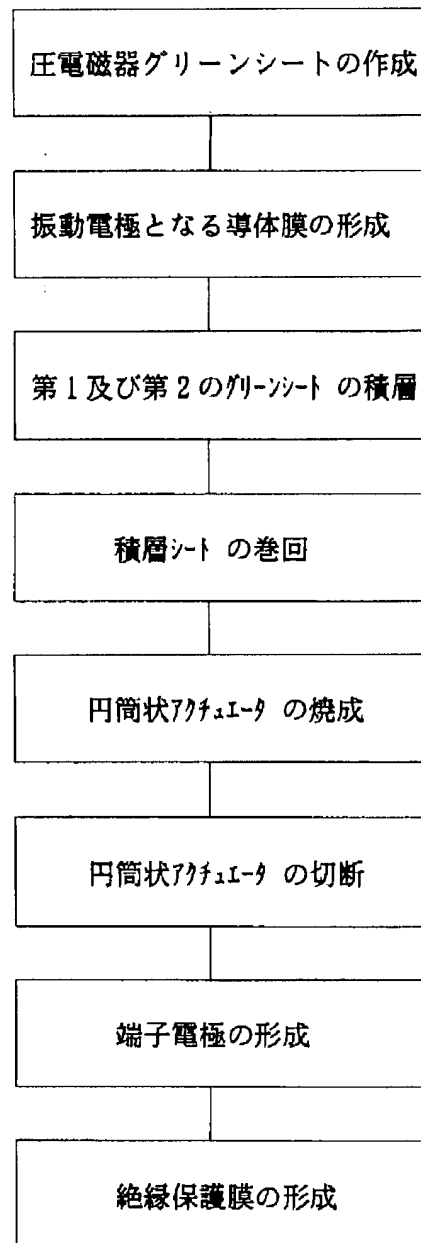 圧電磁器グリーンシートの作成
振動電極となる導体膜の形成
第1及び第2のｸﾞﾘｰﾝｼｰﾄ の積層
積層ｼｰﾄ の巻回
円筒状ｱｸﾁｭｴｰﾀ の焼成
円筒状ｱｸﾁｭｴｰﾀ の切断
端子電極の形成
絶縁保護膜の形成